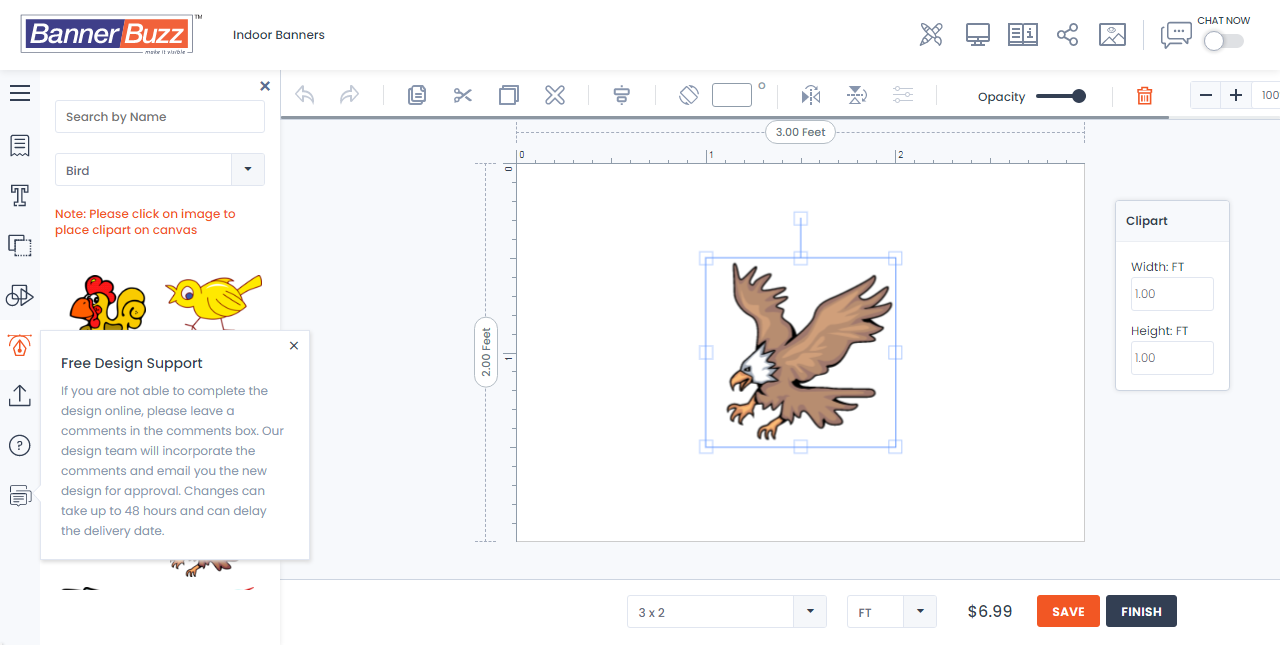 BannerBuzz
TM
make it visible
Indoor Banners
CHAT NOW
Search by Name
Bird
Note: Please click on image to
place clipart on canvas
Opacity
100
3.00 Feet
0
1
2
0
1
2.00 Feet
Clipart
Width: FT
1.00
Height: FT
1.00
Free Design Support
If you are not able to complete the
design online, please leave a
comments in the comments box. Our
design team will incorporate the
comments and email you the new
design for approval. Changes can
take up to 48 hours and can delay
the delivery date.
3 x 2
FT
$6.99
SAVE
FINISH